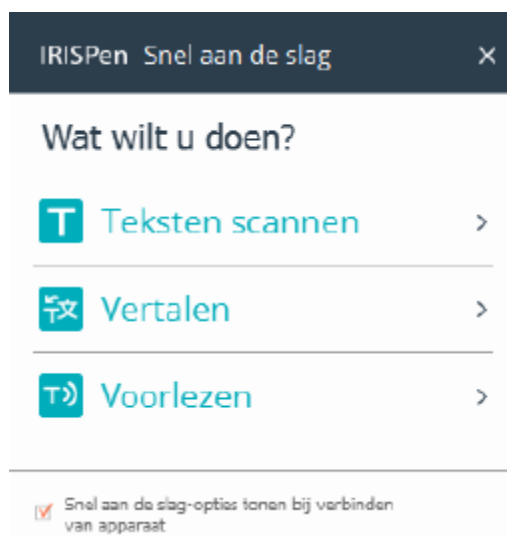 IRISPen Snel aan de slag
Wat wilt u doen?
T Teksten scannen
Vertalen
T Voorlezen
Snel aan de slag-opties tonen bij verbinden
van apparaat